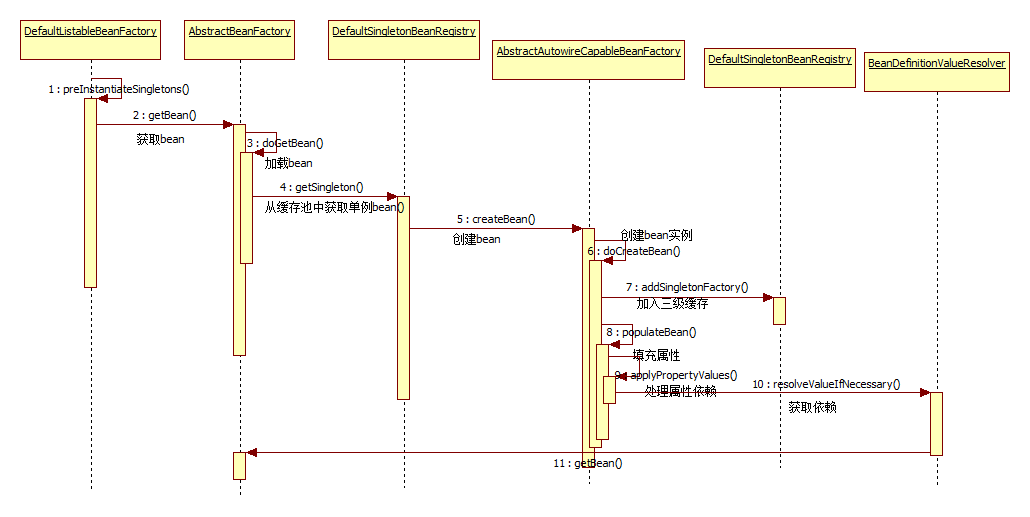 DefaultListableBeanFactory
AbstractBeanFactory
DefaultSingletonBeanRegistry
AbstractAutowireCapableBeanFactory
DefaultSingletonBeanRegistry
BeanDefinitionValueResolver
1 : preInstantiateSingletons()
2 : getBean()
获取bean
3 : doGetBean()
加载bean
4 : getSingleton()
从缓存池中获取单例bean()
5 : createBean()
创建bean
创建bean实例
6 : doCreateBean()
7 : addSingletonFactory()
加入三级缓存
8 : populateBean()
填充属性
9 : applyPropertyValues()
处理属性依赖
10 : resolveValueIfNecessary()
获取依赖
11 : getBean()